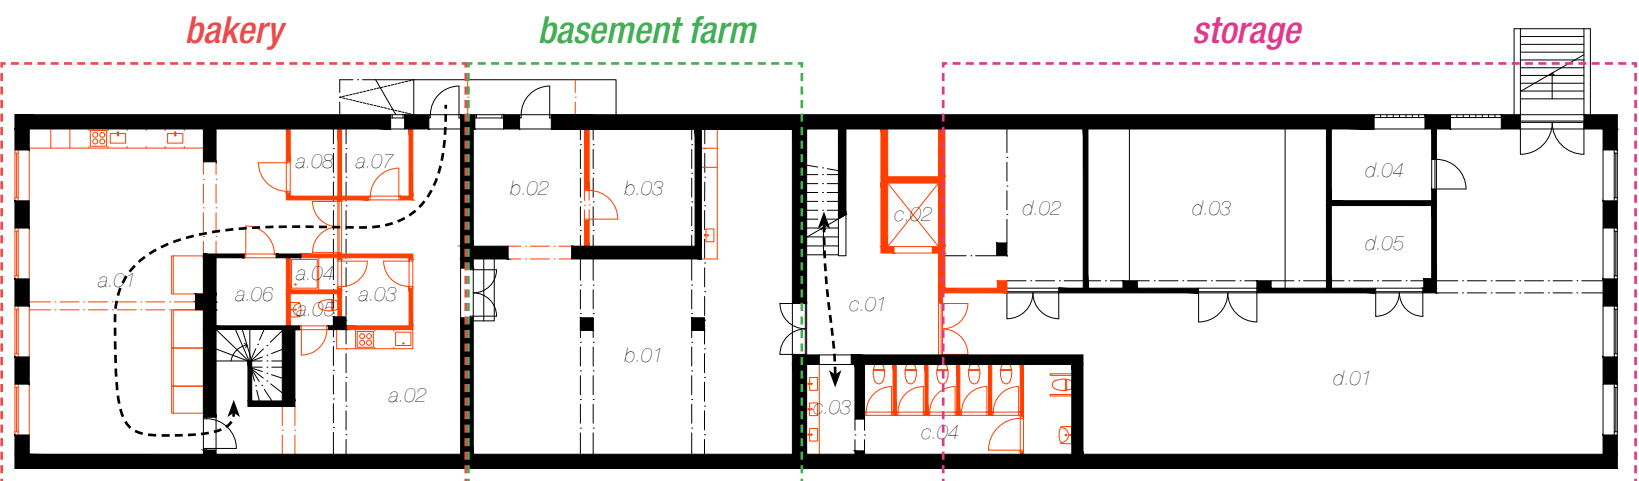 bakery
basement farm
storage
a.08
a.07
b.02
b.03
c.02
d.02
d.03
d.04
d.05
a.01
a.06
a.04
a.03
a.05
c.01
b.01
a.02
c.03
c.04
d.01